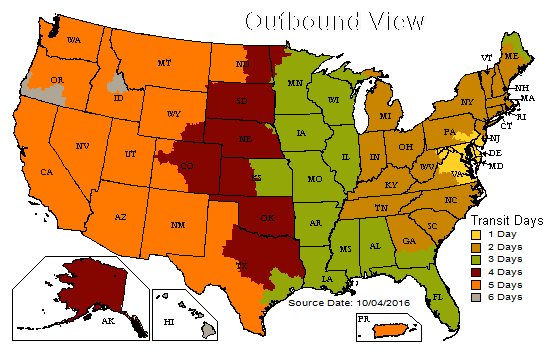 Outbound View
WA
MT
ND
MN
ME
VT
OR
ID
SD
WI
NY
NH
MA
WY
MI
RI
CT
NV
UT
NE
IA
IL
IN
OH
PA
NJ
DE
MD
CA
CO
KS
MO
KY
WV
VA
AZ
NM
OK
AR
TN
NC
SC
TX
LA
MS
AL
GA
FL
AK
HI
PR
Transit Days
1 Day
2 Days
3 Days
4 Days
5 Days
6 Days
Source Date: 10/04/2016